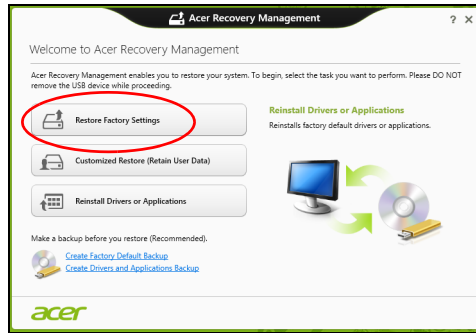 Acer Recovery Management
? X
Welcome to Acer Recovery Management
Acer Recovery Management enables you to restore your system. To begin, select the task you want to perform. Please DO NOT
remove the USB device while proceeding.
Restore Factory Settings
Reinstall Drivers or Applications
Reinstalls factory default drivers or applications.
Customized Restore (Retain User Data)
Reinstall Drivers or Applications
Make a backup before you restore (Recommended).
Create Factory Default Backup
Create Drivers and Applications Backup
acer